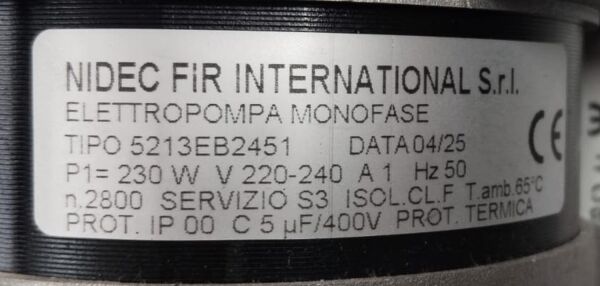 NIDEC FiR INTERNATIONAL S.r.l.
ELETTROPOMPA MONOFASE
TIPO 5213EB2451 DATA 04/25
P1= 230 W V 220-240 A 1 Hz 50
n.2800 SERVIZIO S3 ISOL.CL.F T.amb.65°C
PROT. IP 00 C 5 µF/400V PROT. TERMICA
CE